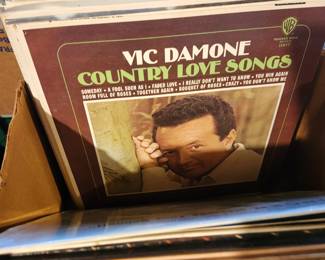 VIC DAMONE
COUNTRY LOVE SONGS
SOMEDAY • A FOOL SUCH AS I • FADED LOVE • I REALLY DON'T WANT TO KNOW • YOU WIN AGAIN
ROOM FULL OF ROSES • TOGETHER AGAIN • BOUQUET OF ROSES • CRAZY • YOU DON'T KNOW ME